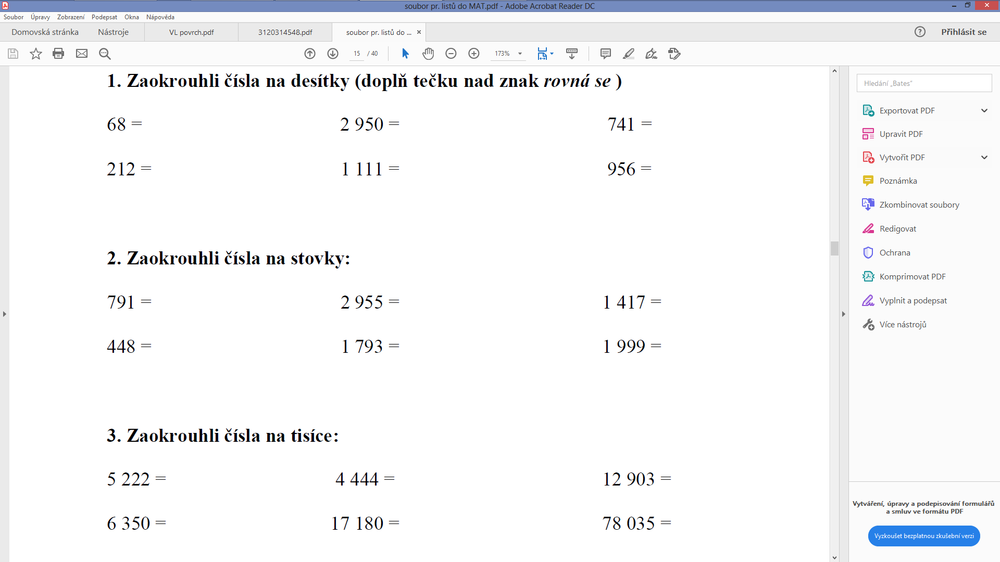 soubor pr. listů do MAT.pdf - Adobe Acrobat Reader DC
Soubor Úpravy Zobrazení Podepsat Okna Nápověda
Domovská stránka Nástroje VL povrch.pdf 3120314548.pdf soubor pr. listů do ... × Přihlásit se
15 / 40 173%
1. Zaokrouhli čísla na desítky (doplň tečku nad znak rovná se )
68 = 2 950 = 741 =
212 = 1 111 = 956 =
2. Zaokrouhli čísla na stovky:
791 = 2 955 = 1 417 =
448 = 1 793 = 1 999 =
3. Zaokrouhli čísla na tisíce:
5 222 = 4 444 = 12 903 =
6 350 = 17 180 = 78 035 =
Hledání „Bates"
Exportovat PDF
Upravit PDF
Vytvořit PDF
Poznámka
Zkombinovat soubory
Redigovat
Ochrana
Komprimovat PDF
Vyplnit a podepsat
Více nástrojů
Vytváření, úpravy a podepisování formulářů
a smluv ve formátu PDF
Vyzkoušet bezplatnou zkušební verzi